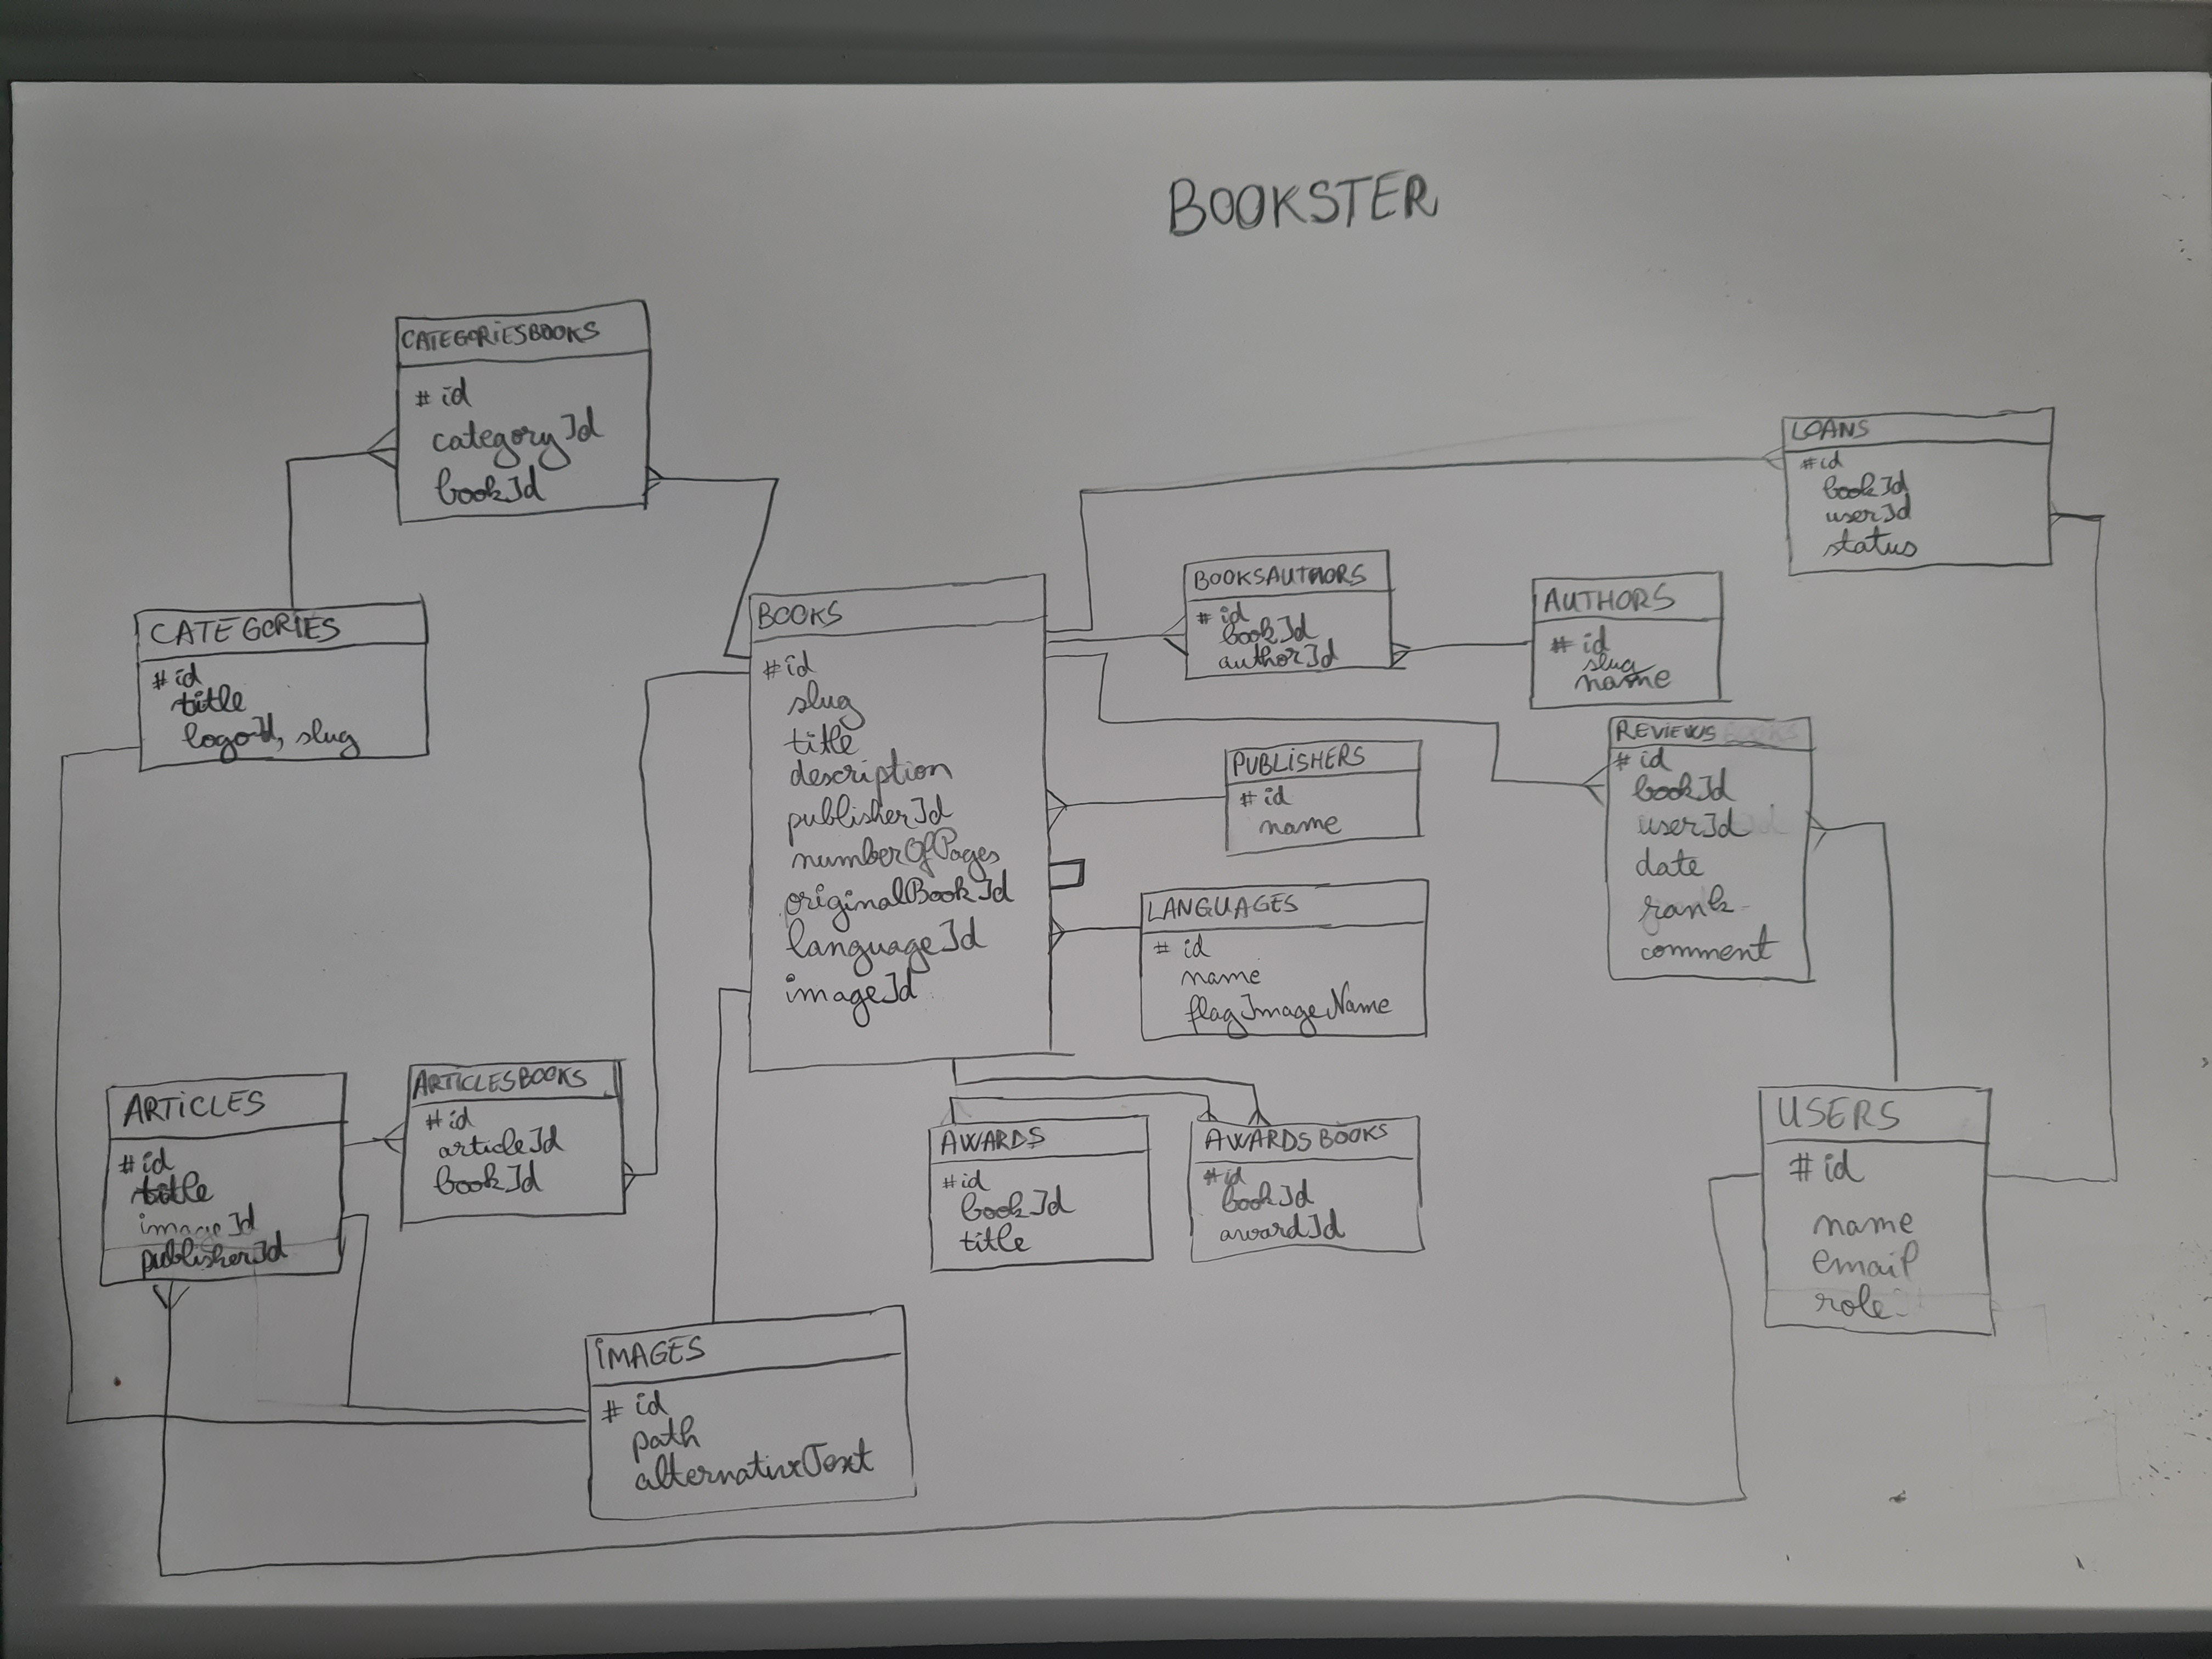 BOOKSTER
CATEGORIESBOOKS
# id
categoryId
bookId
CATEGORIES
# id
title
logoId, slug
BOOKS
# id
slug
title
description
publisherId
numberOfPages
originalBookId
languageId
imageId
BOOKSAUTHORS
# id
bookId
authorId
AUTHORS
# id
slug
name
LOANS
# id
bookId
userId
status
PUBLISHERS
# id
name
REVIEWS
# id
bookId
userId
date
rank
comment
LANGUAGES
# id
name
flagImageName
ARTICLES
# id
title
imageId
publisherId
ARTICLESBOOKS
# id
articleId
bookId
AWARDS
# id
bookId
title
AWARDSBOOKS
# id
bookId
awardId
USERS
# id
name
email
role
IMAGES
# id
path
alternativeText